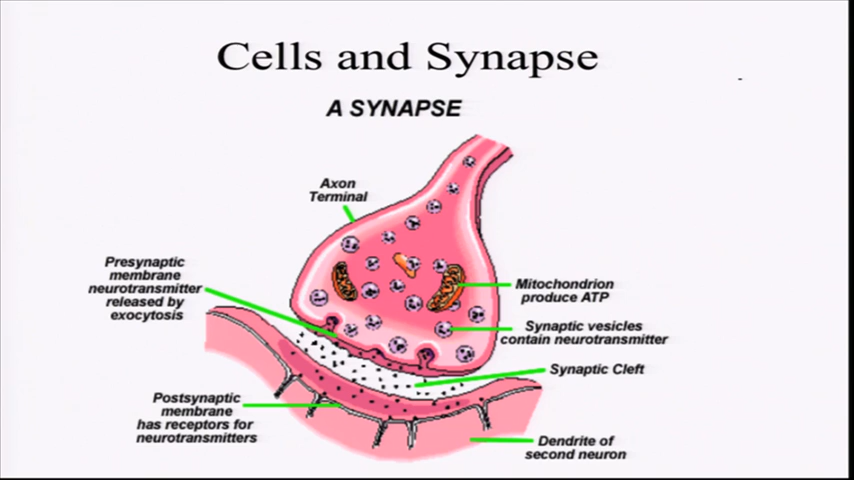 Cells and Synapse
A SYNAPSE
Axon
Terminal
Presynaptic
membrane
neurotransmitter
released by
exocytosis
Mitochondrion
produce ATP
Synaptic vesicles
contain neurotransmitter
Synaptic Cleft
Postsynaptic
membrane
has receptors for
neurotransmitters
Dendrite of
second neuron